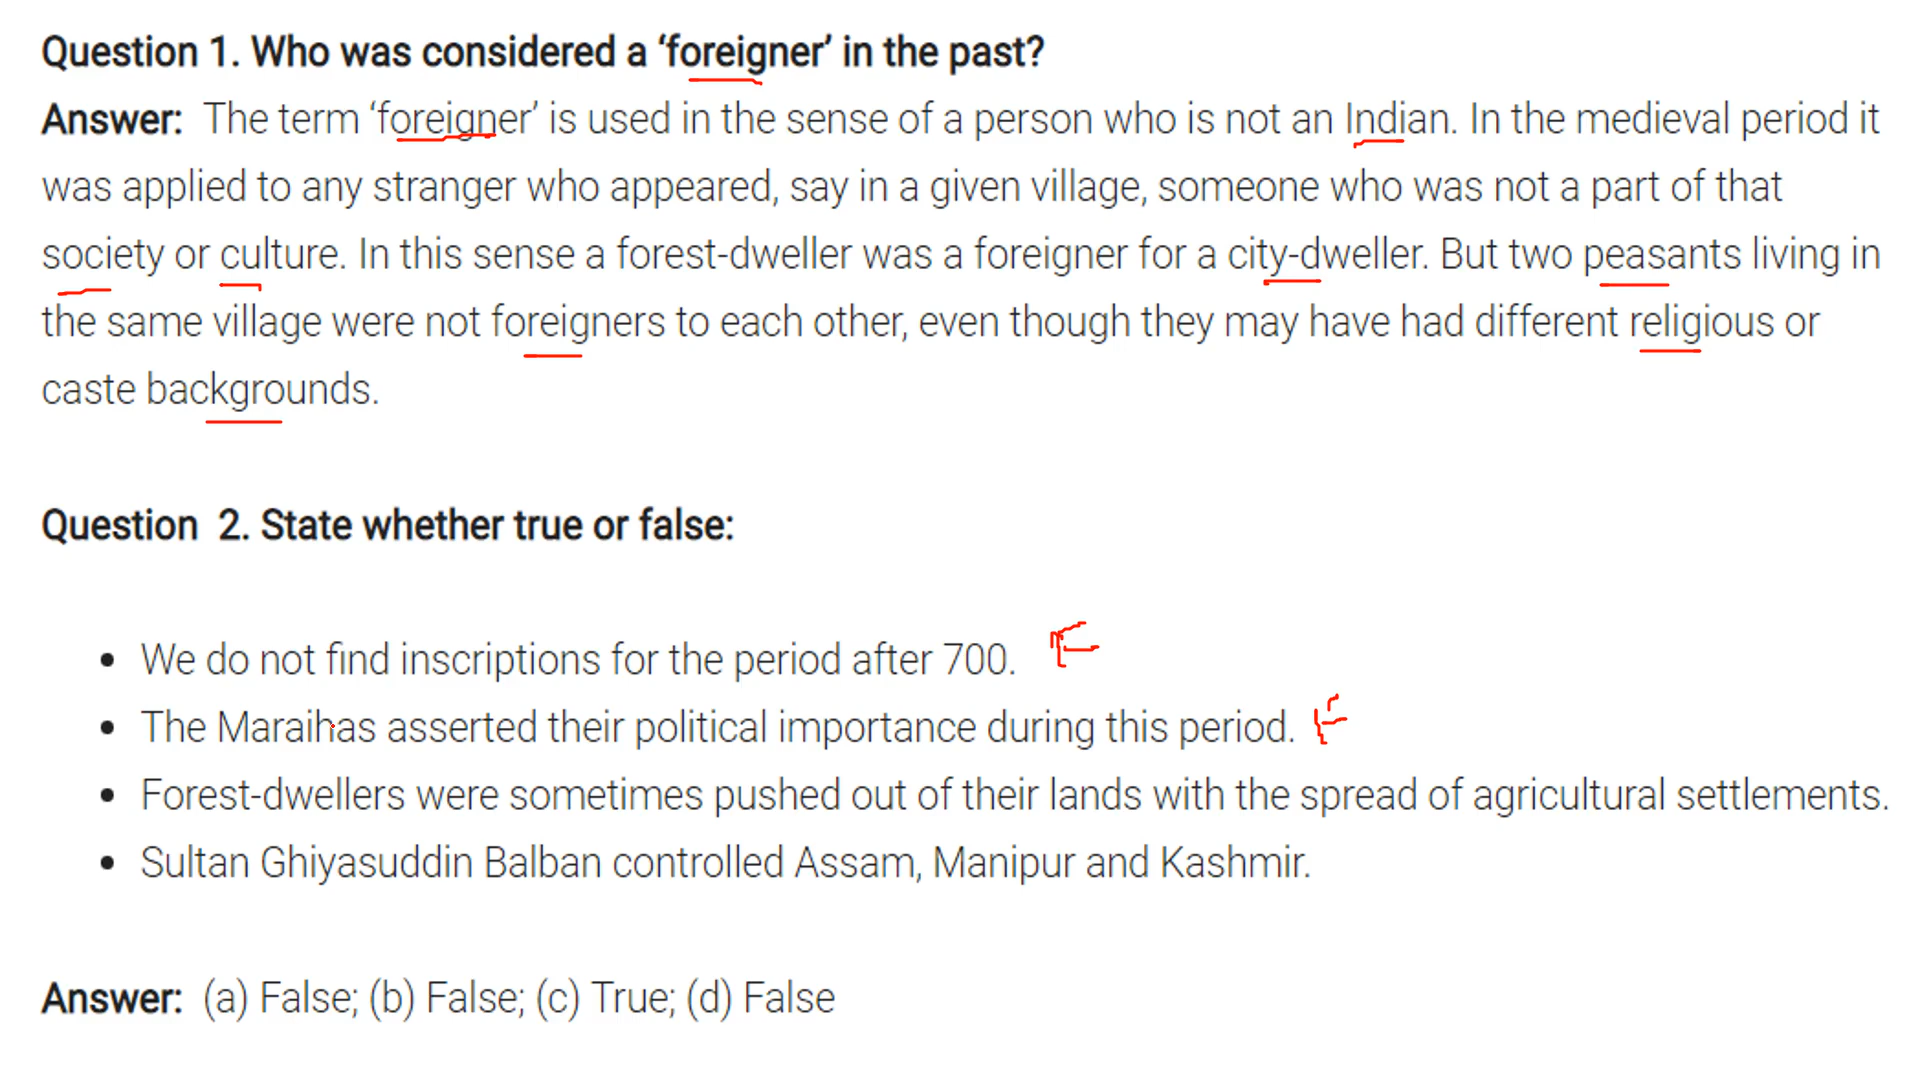 Question 1. Who was considered a ‘foreigner’ in the past?
Answer: The term ‘foreigner’ is used in the sense of a person who is not an Indian. In the medieval period it
was applied to any stranger who appeared, say in a given village, someone who was not a part of that
society or culture. In this sense a forest-dweller was a foreigner for a city-dweller. But two peasants living in
the same village were not foreigners to each other, even though they may have had different religious or
caste backgrounds.
Question 2. State whether true or false:
• We do not find inscriptions for the period after 700. F
• The Maraihas asserted their political importance during this period. F
• Forest-dwellers were sometimes pushed out of their lands with the spread of agricultural settlements.
• Sultan Ghiyasuddin Balban controlled Assam, Manipur and Kashmir.
Answer: (a) False; (b) False; (c) True; (d) False